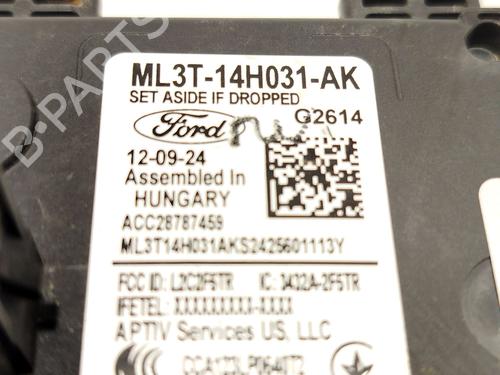 ML3T-14H031-AK
SET ASIDE IF DROPPED
Ford
G2614
12-09-24
Assembled In
HUNGARY
ACC28787459
ML3T14H031AKS2425601113Y
FCC ID: L2C2F5TR IC: 3432A-2F5TR
IFETEL: XXXXXXXXXX-XXXX
APTIV Services US, LLC
B-PARTS